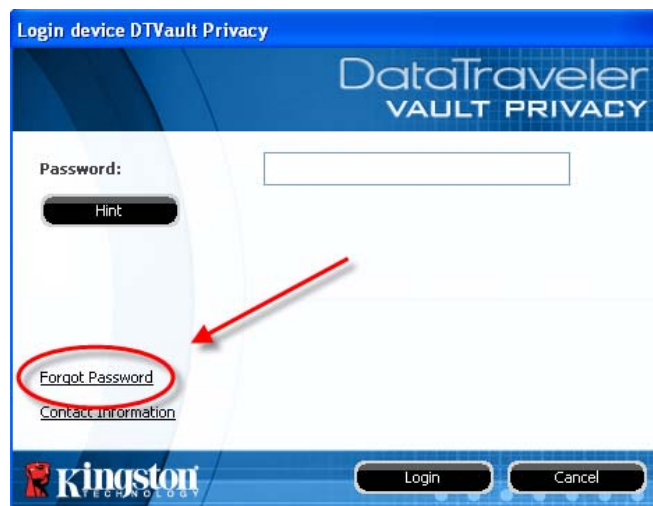 Login device DTVault Privacy
DataTraveler
VAULT PRIVACY
Password:
Hint
Forgot Password
Contact Information
Kingston
TECHNOLOGY
Login
Cancel